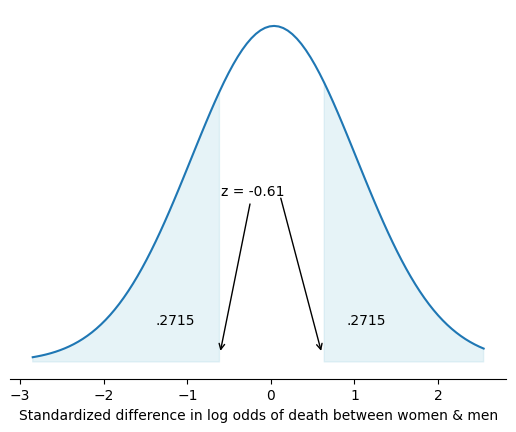 z = -0.61
.2715 .2715
−3 −2 −1 0 1 2
Standardized difference in log odds of death between women & men